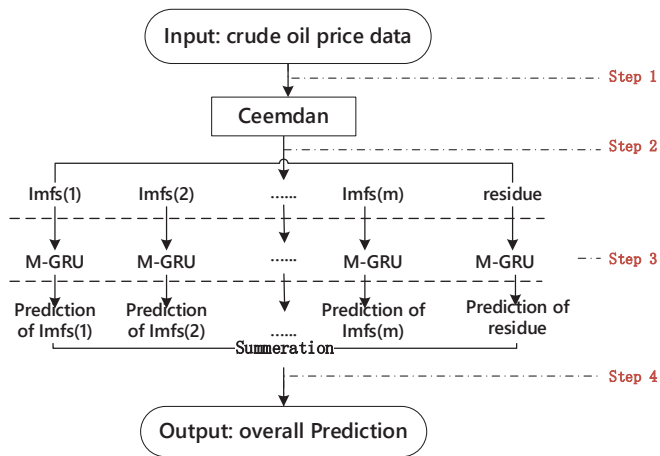 Input: crude oil price data
Step 1
Ceemdan
Step 2
Imfs(1) Imfs(2) ...... Imfs(m) residue
M-GRU M-GRU ...... M-GRU M-GRU
Step 3
Prediction of Imfs(1)
Prediction of Imfs(2)
......
Prediction of Imfs(m)
Prediction of residue
Summeration
Step 4
Output: overall Prediction